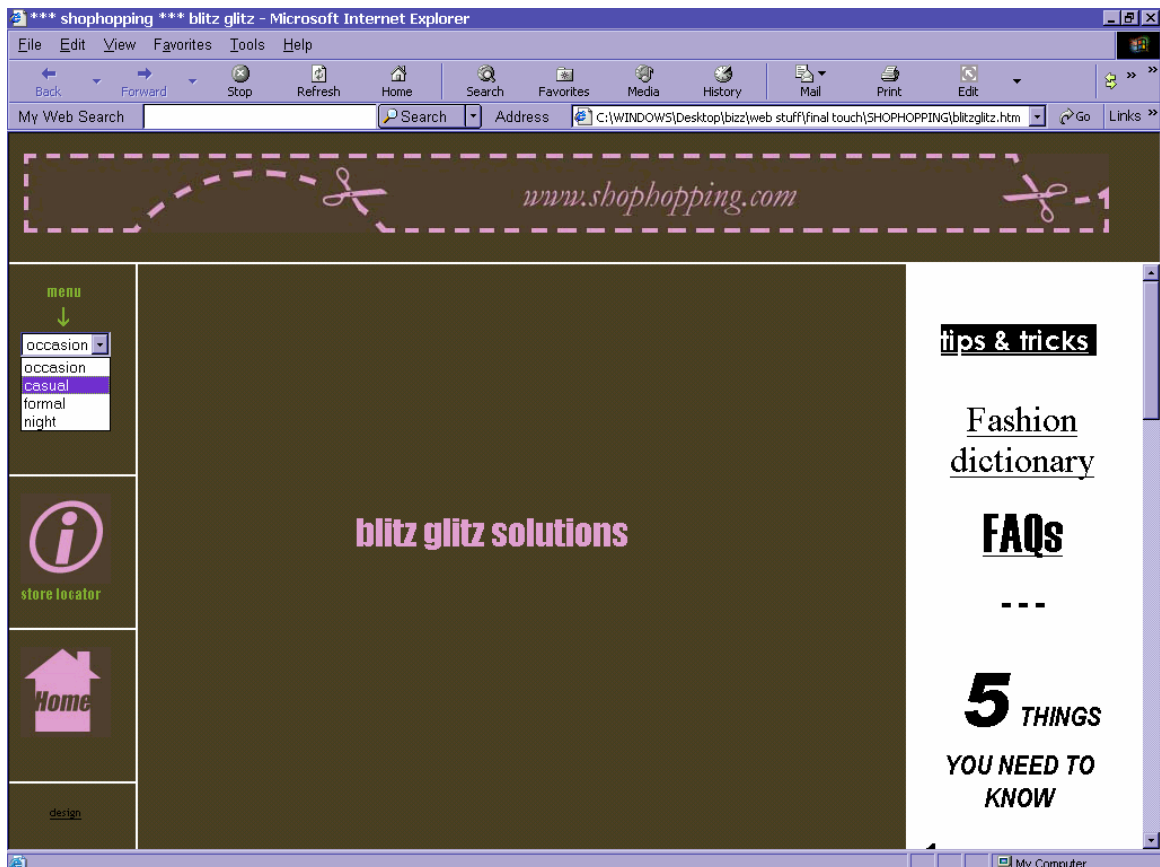 *** shophopping *** blitz glitz - Microsoft Internet Explorer
File Edit View Favorites Tools Help
Back Forward Stop Refresh Home Search Favorites Media History Mail Print Edit
My Web Search Search Address C:\WINDOWS\Desktop\bizz\web stuff\final touch\SHOPHOPPING\blitzglitz.htm Go Links
www.shophopping.com
menu
occasion
occasion
casual
formal
night
store locator
Home
design
blitz glitz solutions
tips & tricks
Fashion
dictionary
FAQs
---
5 THINGS
YOU NEED TO
KNOW
My Computer